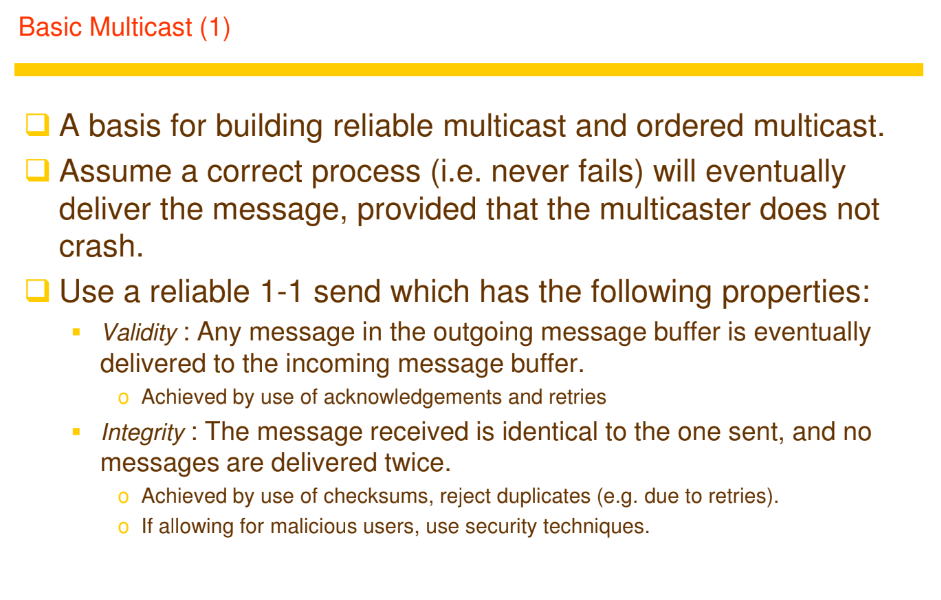 Basic Multicast (1)
❑ A basis for building reliable multicast and ordered multicast.
❑ Assume a correct process (i.e. never fails) will eventually
deliver the message, provided that the multicaster does not
crash.
❑ Use a reliable 1-1 send which has the following properties:
▪ Validity : Any message in the outgoing message buffer is eventually
delivered to the incoming message buffer.
o Achieved by use of acknowledgements and retries
▪ Integrity : The message received is identical to the one sent, and no
messages are delivered twice.
o Achieved by use of checksums, reject duplicates (e.g. due to retries).
o If allowing for malicious users, use security techniques.